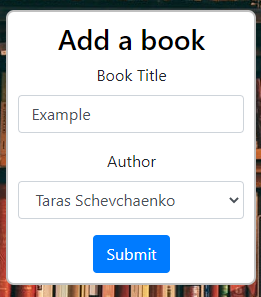 Add a book
Book Title
Example
Author
Taras Schevchaenko
Submit